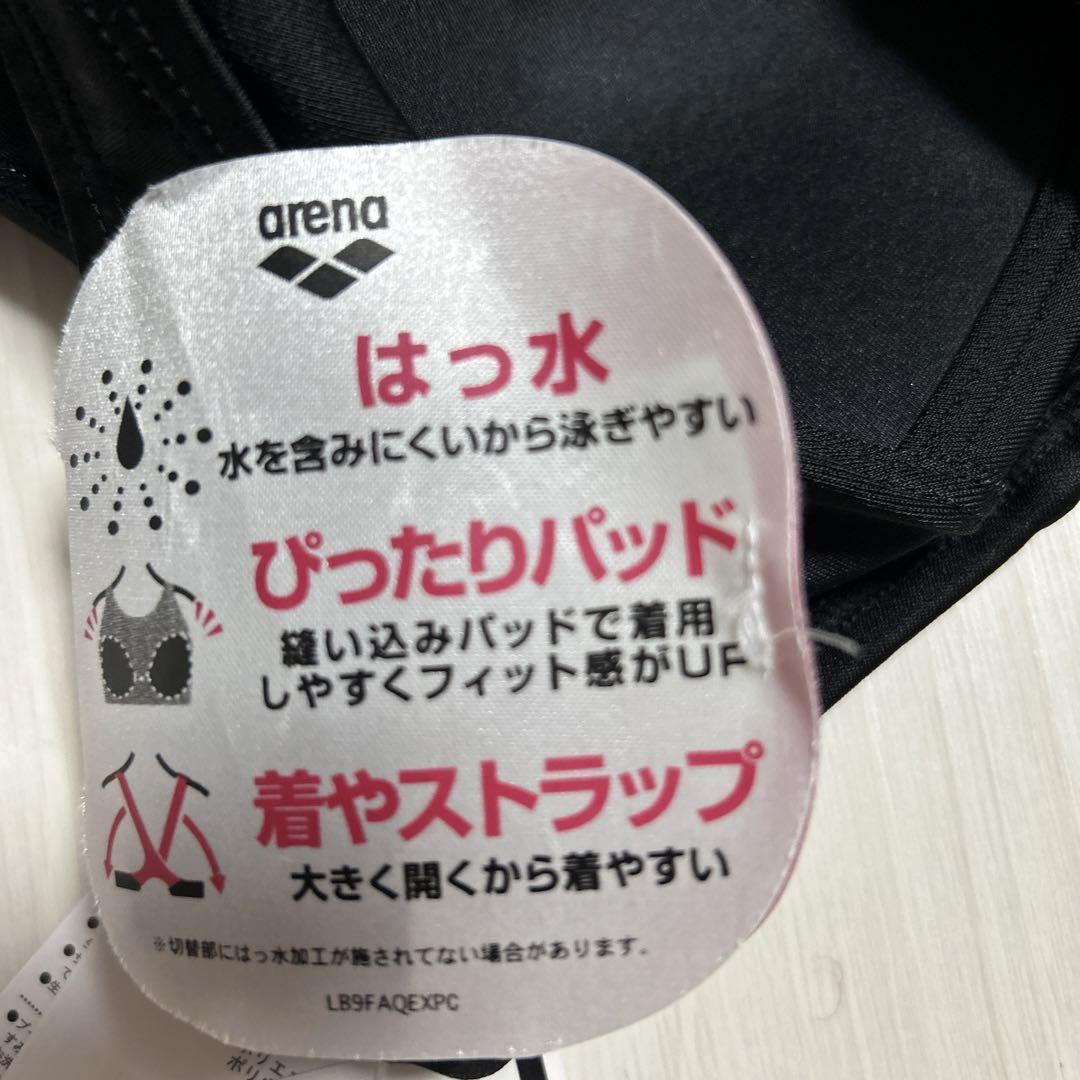 arena
はっ水
水を含みにくいから泳ぎやすい
ぴったりパッド
縫い込みパッドで着用
しやすくフィット感がUP
着やストラップ
大きく開くから着やすい
※切替部にはっ水加工が施されてない場合があります。
LB9FAQEXPC